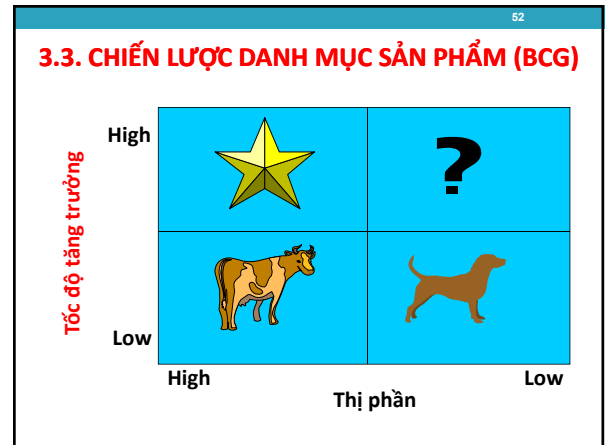 52
3.3. CHIẾN LƯỢC DANH MỤC SẢN PHẨM (BCG)
High
?
Tốc độ tăng trưởng
Low
High
Low
Thị phần